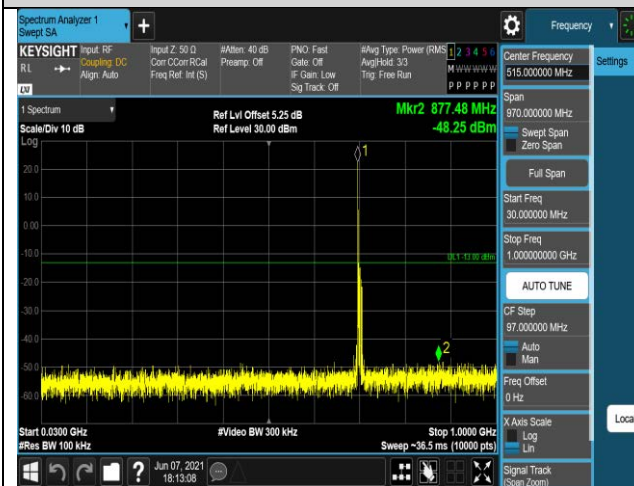 Spectrum Analyzer 1
Swept SA
Frequency
KEYSIGHT
RL
LXI
Input: RF
Coupling: DC
Align: Auto
Input Z: 50 Ω
Corr CCorr RCal
Freq Ref: Int (S)
#Atten: 40 dB
Preamp: Off
PNO: Fast
Gate: Off
IF Gain: Low
Sig Track: Off
#Avg Type: Power (RMS
Avg|Hold: 3/3
Trig: Free Run
1 2 3 4 5 6
M W W W W W
P P P P P P
Center Frequency
515.000000 MHz
Settings
Span
970.000000 MHz
Swept Span
Zero Span
Full Span
Start Freq
30.000000 MHz
Stop Freq
1.000000000 GHz
AUTO TUNE
CF Step
97.000000 MHz
Auto
Man
Freq Offset
0 Hz
X Axis Scale
Log
Lin
Signal Track
(Span Zoom)
Loca
1 Spectrum
Scale/Div 10 dB
Ref Lvl Offset 5.25 dB
Ref Level 30.00 dBm
Mkr2 877.48 MHz
-48.25 dBm
Log
1
20.0
10.0
0.00
-10.0
DL1 -13.00 dBm
-20.0
-30.0
-40.0
2
-50.0
-60.0
Start 0.0300 GHz
#Res BW 100 kHz
#Video BW 300 kHz
Stop 1.0000 GHz
Sweep ~36.5 ms (10000 pts)
?
Jun 07, 2021
18:13:08